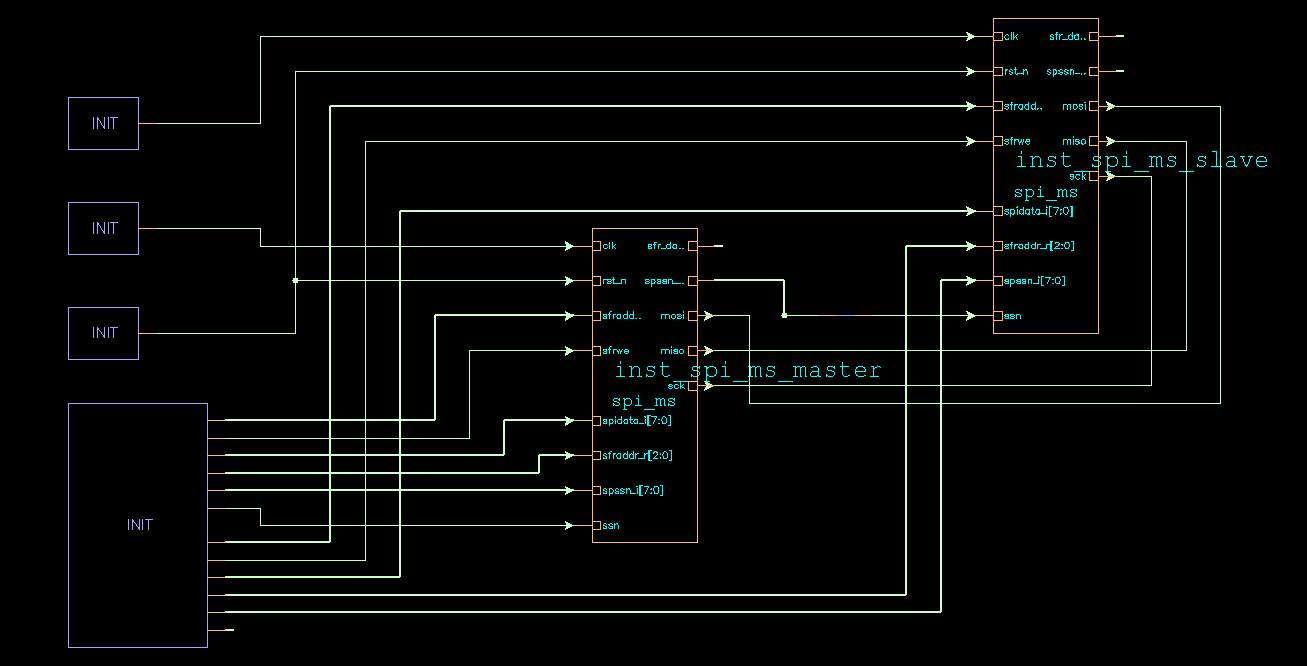 INIT
INIT
INIT
INIT
clk
rst_n
sfradd..
sfrwe
spidata_i[7:0]
sfraddr_r[2:0]
spssn_i[7:0]
ssn
sfr_da..
spssn_...
mosi
miso
sck
inst_spi_ms_master
spi_ms
clk
rst_n
sfradd..
sfrwe
spidata_i[7:0]
sfraddr_r[2:0]
spssn_i[7:0]
ssn
sfr_da..
spssn_...
mosi
miso
sck
inst_spi_ms_slave
spi_ms